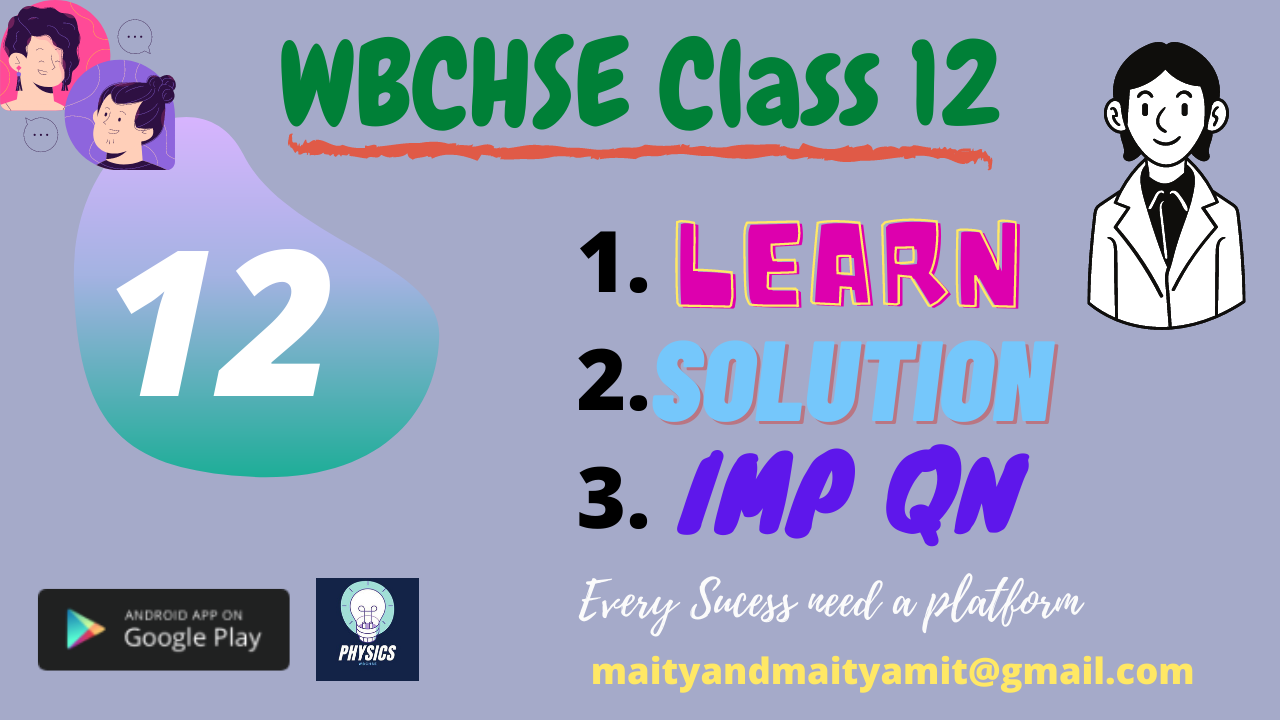 WBCHSE Class 12
12
1. LEARN
2. SOLUTION
3. IMP QN
ANDROID APP ON
Google Play
PHYSICS
WBCHSE
Every Sucess need a platform
maityandmaityamit@gmail.com